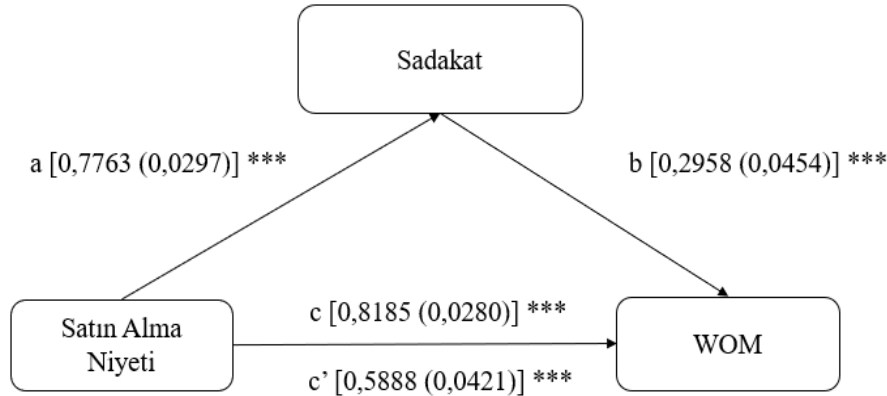 Sadakat
a [0,7763 (0,0297)] ***
b [0,2958 (0,0454)] ***
Satın Alma
Niyeti
c [0,8185 (0,0280)] ***
WOM
c’ [0,5888 (0,0421)] ***